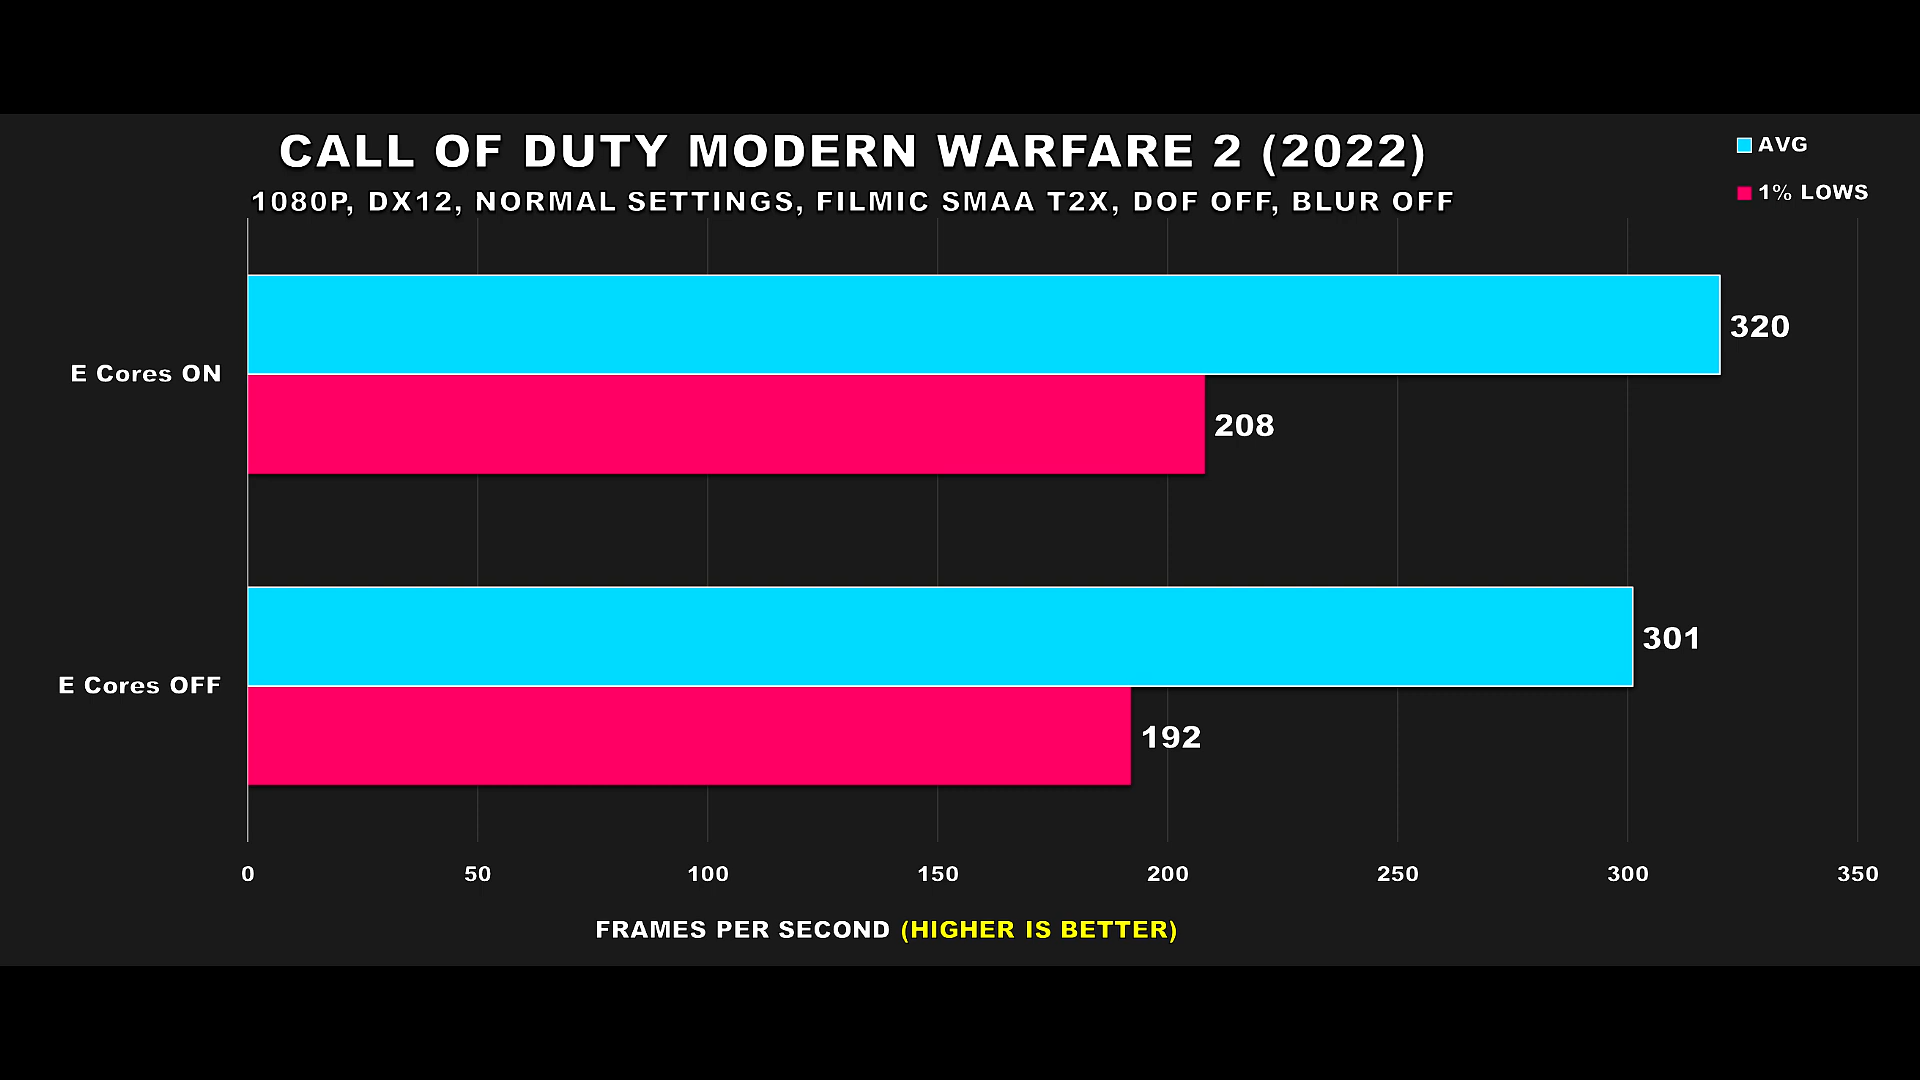 CALL OF DUTY MODERN WARFARE 2 (2022)
1080P, DX12, NORMAL SETTINGS, FILMIC SMAA T2X, DOF OFF, BLUR OFF
AVG
1% LOWS
E Cores ON
320
208
E Cores OFF
301
192
0 50 100 150 200 250 300 350
FRAMES PER SECOND (HIGHER IS BETTER)